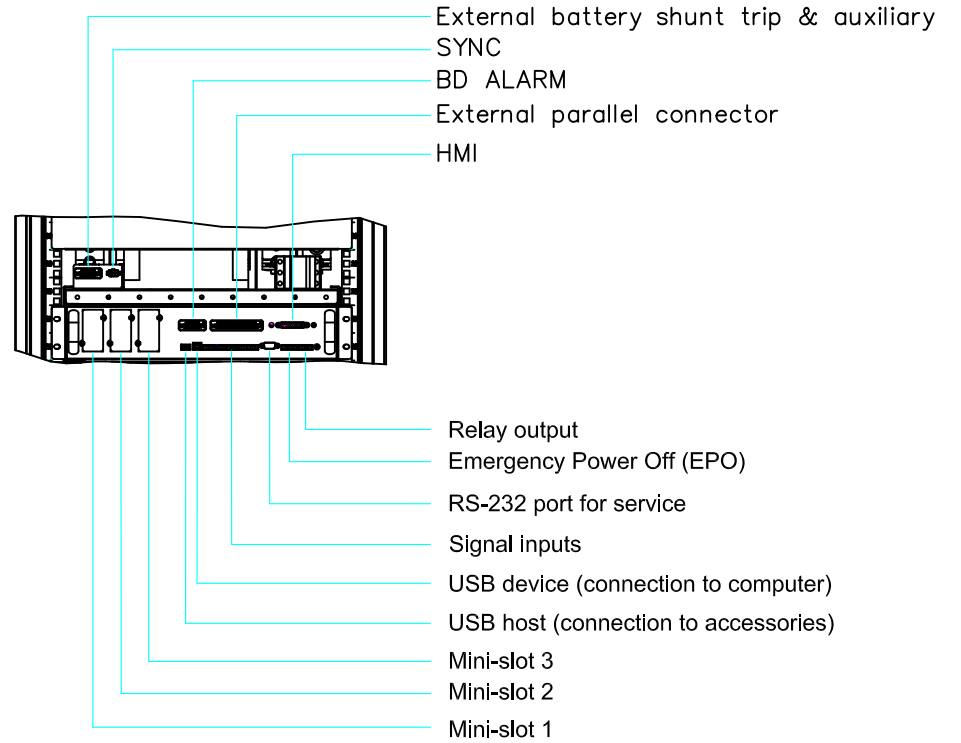 External battery shunt trip & auxiliary
SYNC
BD ALARM
External parallel connector
HMI
Relay output
Emergency Power Off (EPO)
RS-232 port for service
Signal inputs
USB device (connection to computer)
USB host (connection to accessories)
Mini-slot 3
Mini-slot 2
Mini-slot 1